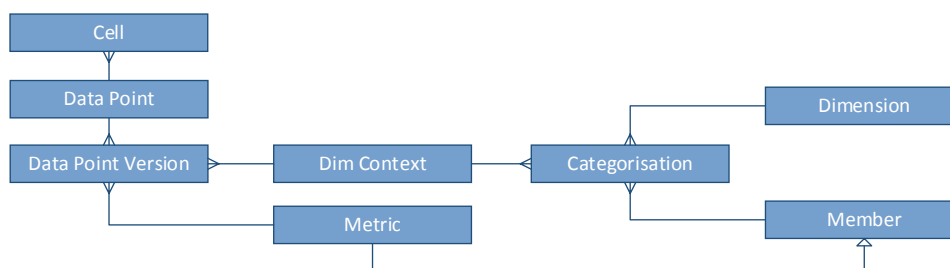 Cell
Data Point
Dimension
Data Point Version
Dim Context
Categorisation
Metric
Member